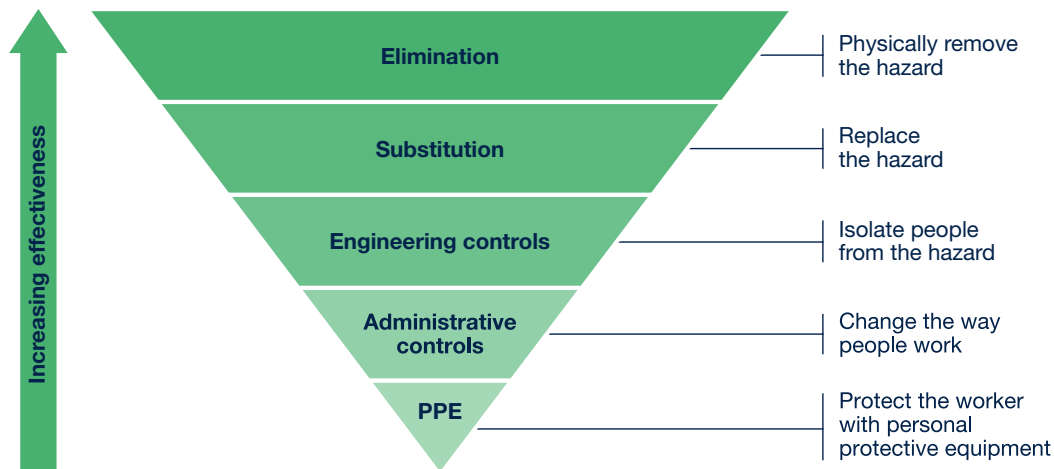 Increasing effectiveness
Elimination
Physically remove
the hazard
Substitution
Replace
the hazard
Engineering controls
Isolate people
from the hazard
Administrative
controls
Change the way
people work
PPE
Protect the worker
with personal
protective equipment